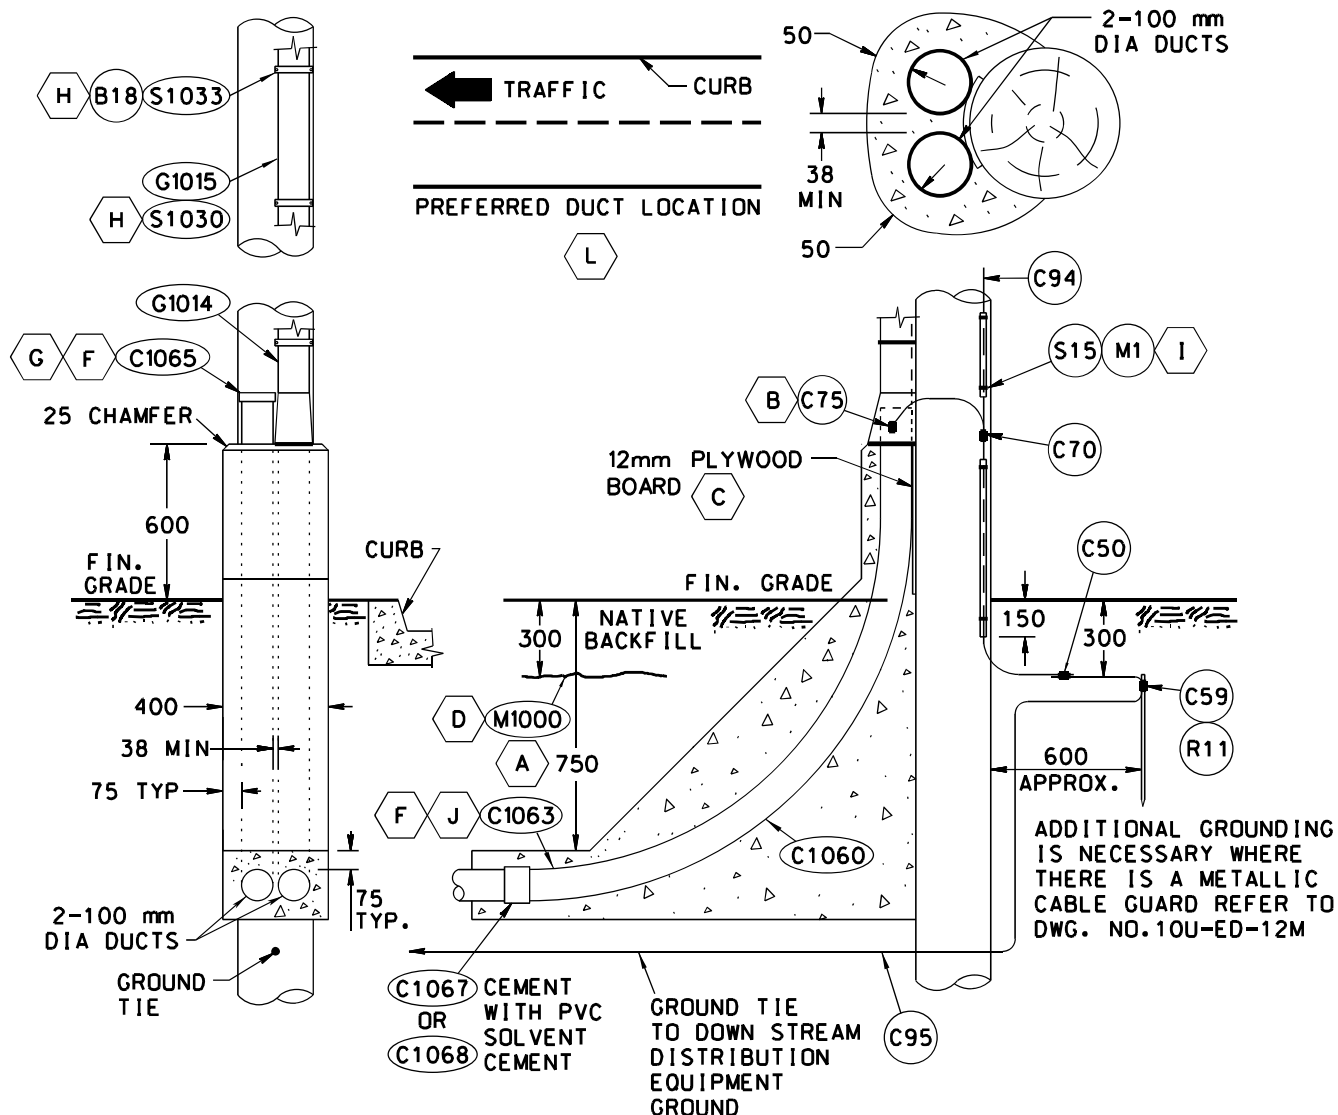 2-100 mm
DIA DUCTS
50
H B18 S1033
TRAFFIC
CURB
G1015
H S1030
38
MIN
PREFERRED DUCT LOCATION
L
50
G1014
C94
G F C1065
S15 M1 I
25 CHAMFER
B C75
C70
12mm PLYWOOD
BOARD C
600
CURB
C50
FIN.
GRADE
FIN. GRADE
300
NATIVE
BACKFILL
150
300
400
D M1000
C59
38 MIN
A
750
R11
75 TYP
600
APPROX.
F J C1063
C1060
ADDITIONAL GROUNDING
IS NECESSARY WHERE
THERE IS A METALLIC
CABLE GUARD REFER TO
DWG. NO.10U-ED-12M
75
TYP.
2-100 mm
DIA DUCTS
GROUND
TIE
C1067
OR
C1068
CEMENT
WITH PVC
SOLVENT
CEMENT
GROUND TIE
TO DOWN STREAM
DISTRIBUTION
EQUIPMENT
GROUND
C95